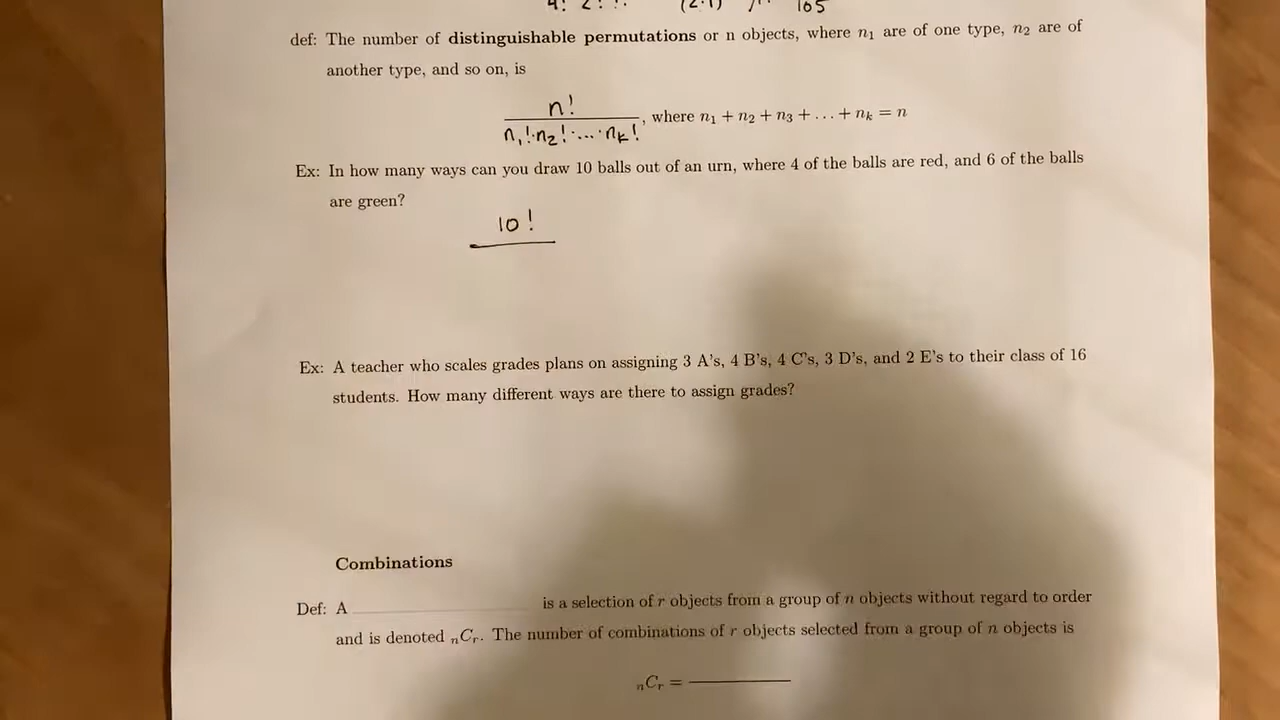 4! 2! 1! (2·1) 7! 105
def: The number of distinguishable permutations or n objects, where n₁ are of one type, n₂ are of
another type, and so on, is
n!
n₁!·n₂!·...·nₖ!
, where n₁ + n₂ + n₃ + ... + nₖ = n
Ex: In how many ways can you draw 10 balls out of an urn, where 4 of the balls are red, and 6 of the balls
are green?
10!
Ex: A teacher who scales grades plans on assigning 3 A's, 4 B's, 4 C's, 3 D's, and 2 E's to their class of 16
students. How many different ways are there to assign grades?
Combinations
Def: A is a selection of r objects from a group of n objects without regard to order
and is denoted ₙCᵣ. The number of combinations of r objects selected from a group of n objects is
ₙCᵣ =